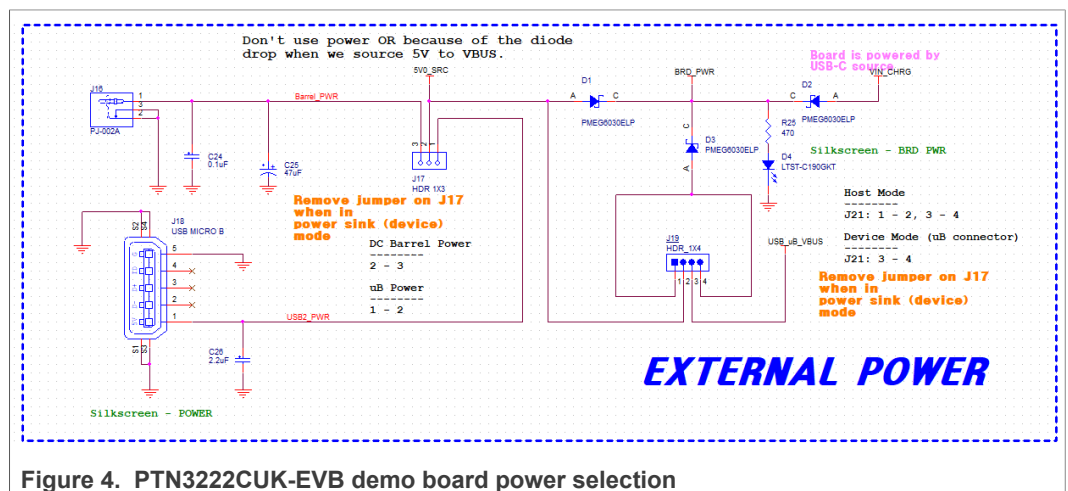 Don't use power OR because of the diode
drop when we source 5V to VBUS.
Board is powered by
USB-C source
5V0_SRC
BRD_PWR
VIN_CHRG
J16
1
3
2
PJ-002A
Barrel_PWR
D1
A
C
PMEG6030ELP
D2
C
A
PMEG6030ELP
C24
0.1uF
C25
47uF
3
2
1
J17
HDR 1X3
C
D3
PMEG6030ELP
A
R25
470
Silkscreen - BRD PWR
D4
LTST-C190GKT
Remove jumper on J17
when in
power sink (device)
mode
DC Barrel Power
--------
2 - 3
uB Power
--------
1 - 2
J18
USB MICRO B
S2
S4
5
4
3
2
1
G
ID
D+
D-
5V
S1
S3
USB2_PWR
C26
2.2uF
Silkscreen - POWER
J19
HDR_1X4
1
2
3
4
USB_uB_VBUS
Host Mode
--------
J21: 1 - 2, 3 - 4
Device Mode (uB connector)
--------
J21: 3 - 4
Remove jumper on J17
when in
power sink (device)
mode
EXTERNAL POWER
Figure 4. PTN3222CUK-EVB demo board power selection